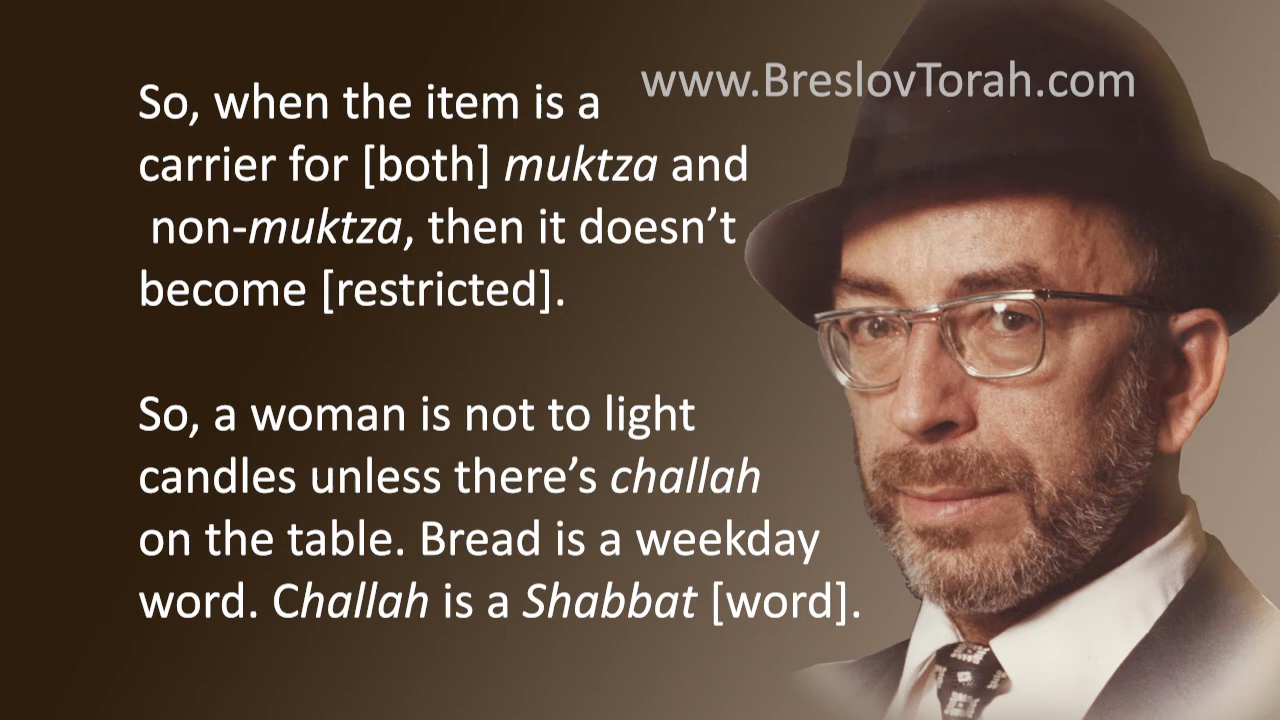 www.BreslovTorah.com
So, when the item is a
carrier for [both] muktza and
non-muktza, then it doesn’t
become [restricted].
So, a woman is not to light
candles unless there’s challah
on the table. Bread is a weekday
word. Challah is a Shabbat [word].